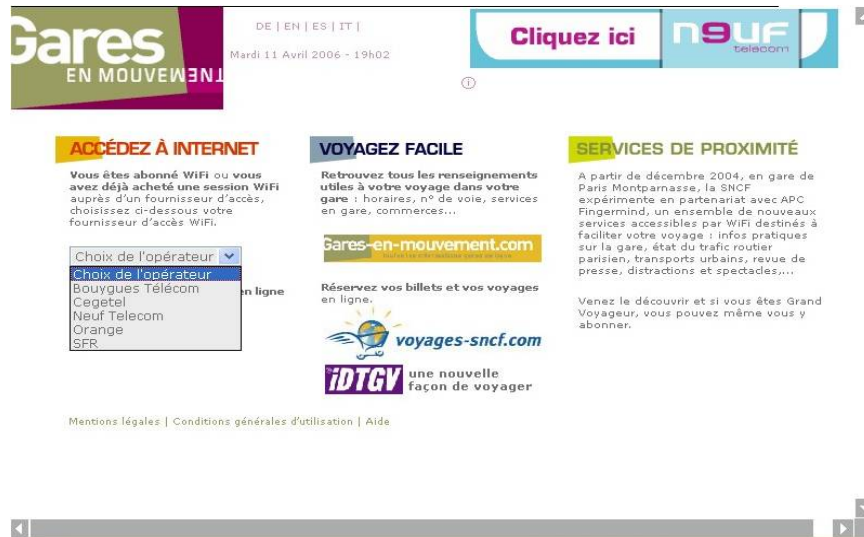 Gares
EN MOUVEMENT
DE | EN | ES | IT |
Mardi 11 Avril 2006 - 19h02
Cliquez ici
neuf
telecom
ACCÉDEZ À INTERNET
Vous êtes abonné WiFi ou vous
avez déjà acheté une session WiFi
auprès d'un fournisseur d'accès,
choisissez ci-dessous votre
fournisseur d'accès WiFi.
Choix de l'opérateur
Choix de l'opérateur
Bouygues Télécom
Cegetel
Neuf Telecom
Orange
SFR
en ligne
VOYAGEZ FACILE
Retrouvez tous les renseignements
utiles à votre voyage dans votre
gare : horaires, n° de voie, services
en gare, commerces...
Gares-en-mouvement.com
Réservez vos billets et vos voyages
en ligne.
voyages-sncf.com
iDTGV une nouvelle
façon de voyager
SERVICES DE PROXIMITÉ
A partir de décembre 2004, en gare de
Paris Montparnasse, la SNCF
expérimente en partenariat avec APC
Fingermind, un ensemble de nouveaux
services accessibles par WiFi destinés à
faciliter votre voyage : infos pratiques
sur la gare, état du trafic routier
parisien, transports urbains, revue de
presse, distractions et spectacles,...
Venez le découvrir et si vous êtes Grand
Voyageur, vous pouvez même vous y
abonner.
Mentions légales | Conditions générales d'utilisation | Aide